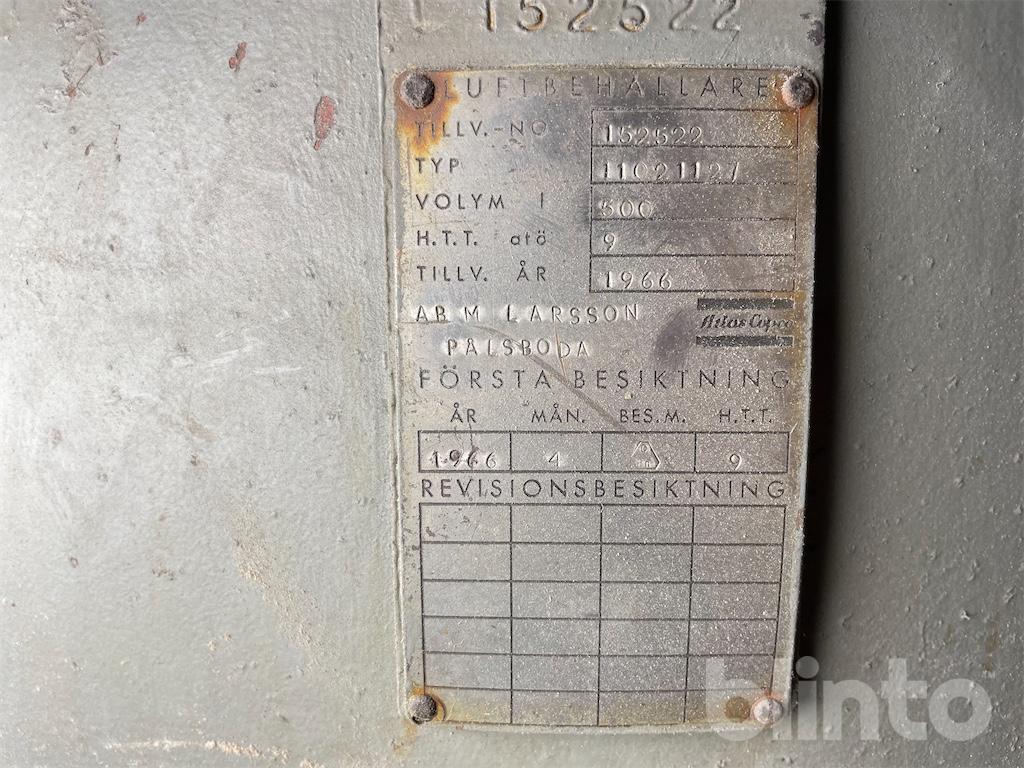 152522
LUFTBEHÅLLARE
TILLV.-NO 152522
TYP 11021127
VOLYM l 500
H.T.T. atö 9
TILLV. ÅR 1966
AB M LARSSON
Atlas Copco
PÅLSBODA
FÖRSTA BESIKTNING
ÅR MÅN. BES.M. H.T.T.
1966 4 9
REVISIONSBESIKTNING
blinto